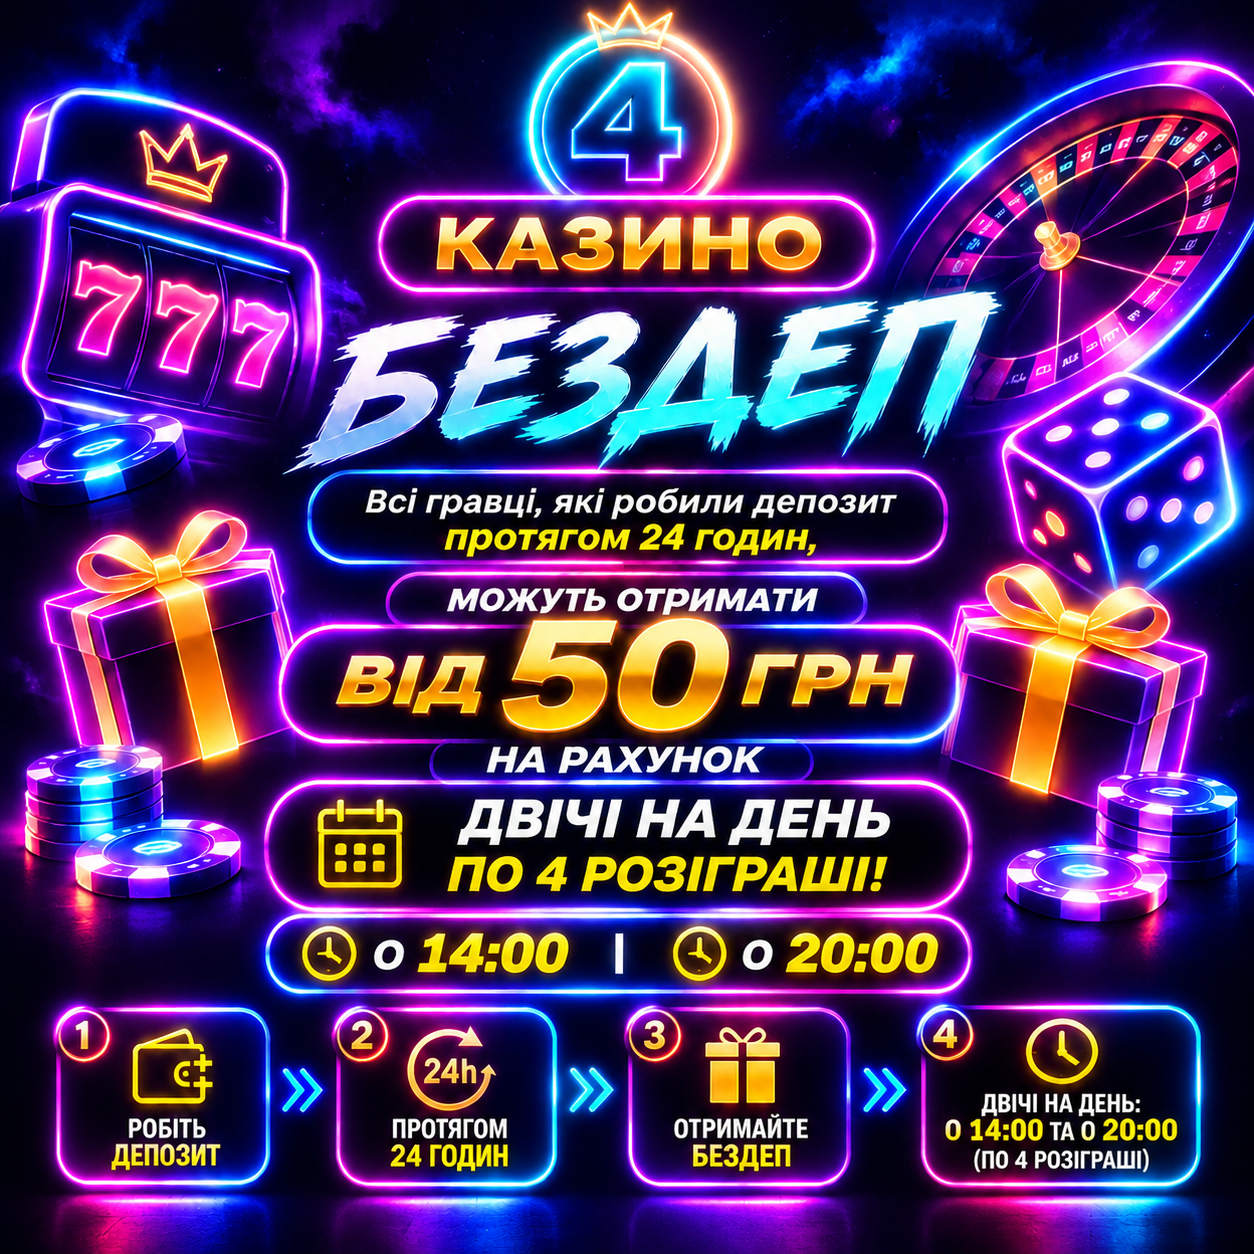 4
КАЗИНО
777
БЕЗДЕП
Всі гравці, які робили депозит
протягом 24 годин,
МОЖУТЬ ОТРИМАТИ
ВІД 50 ГРН
НА РАХУНОК
ДВІЧІ НА ДЕНЬ
ПО 4 РОЗІГРАШІ!
О 14:00 | О 20:00
1
РОБІТЬ
ДЕПОЗИТ
2
24h
ПРОТЯГОМ
24 ГОДИН
3
ОТРИМАЙТЕ
БЕЗДЕП
4
ДВІЧІ НА ДЕНЬ:
О 14:00 ТА О 20:00
(ПО 4 РОЗІГРАШІ)